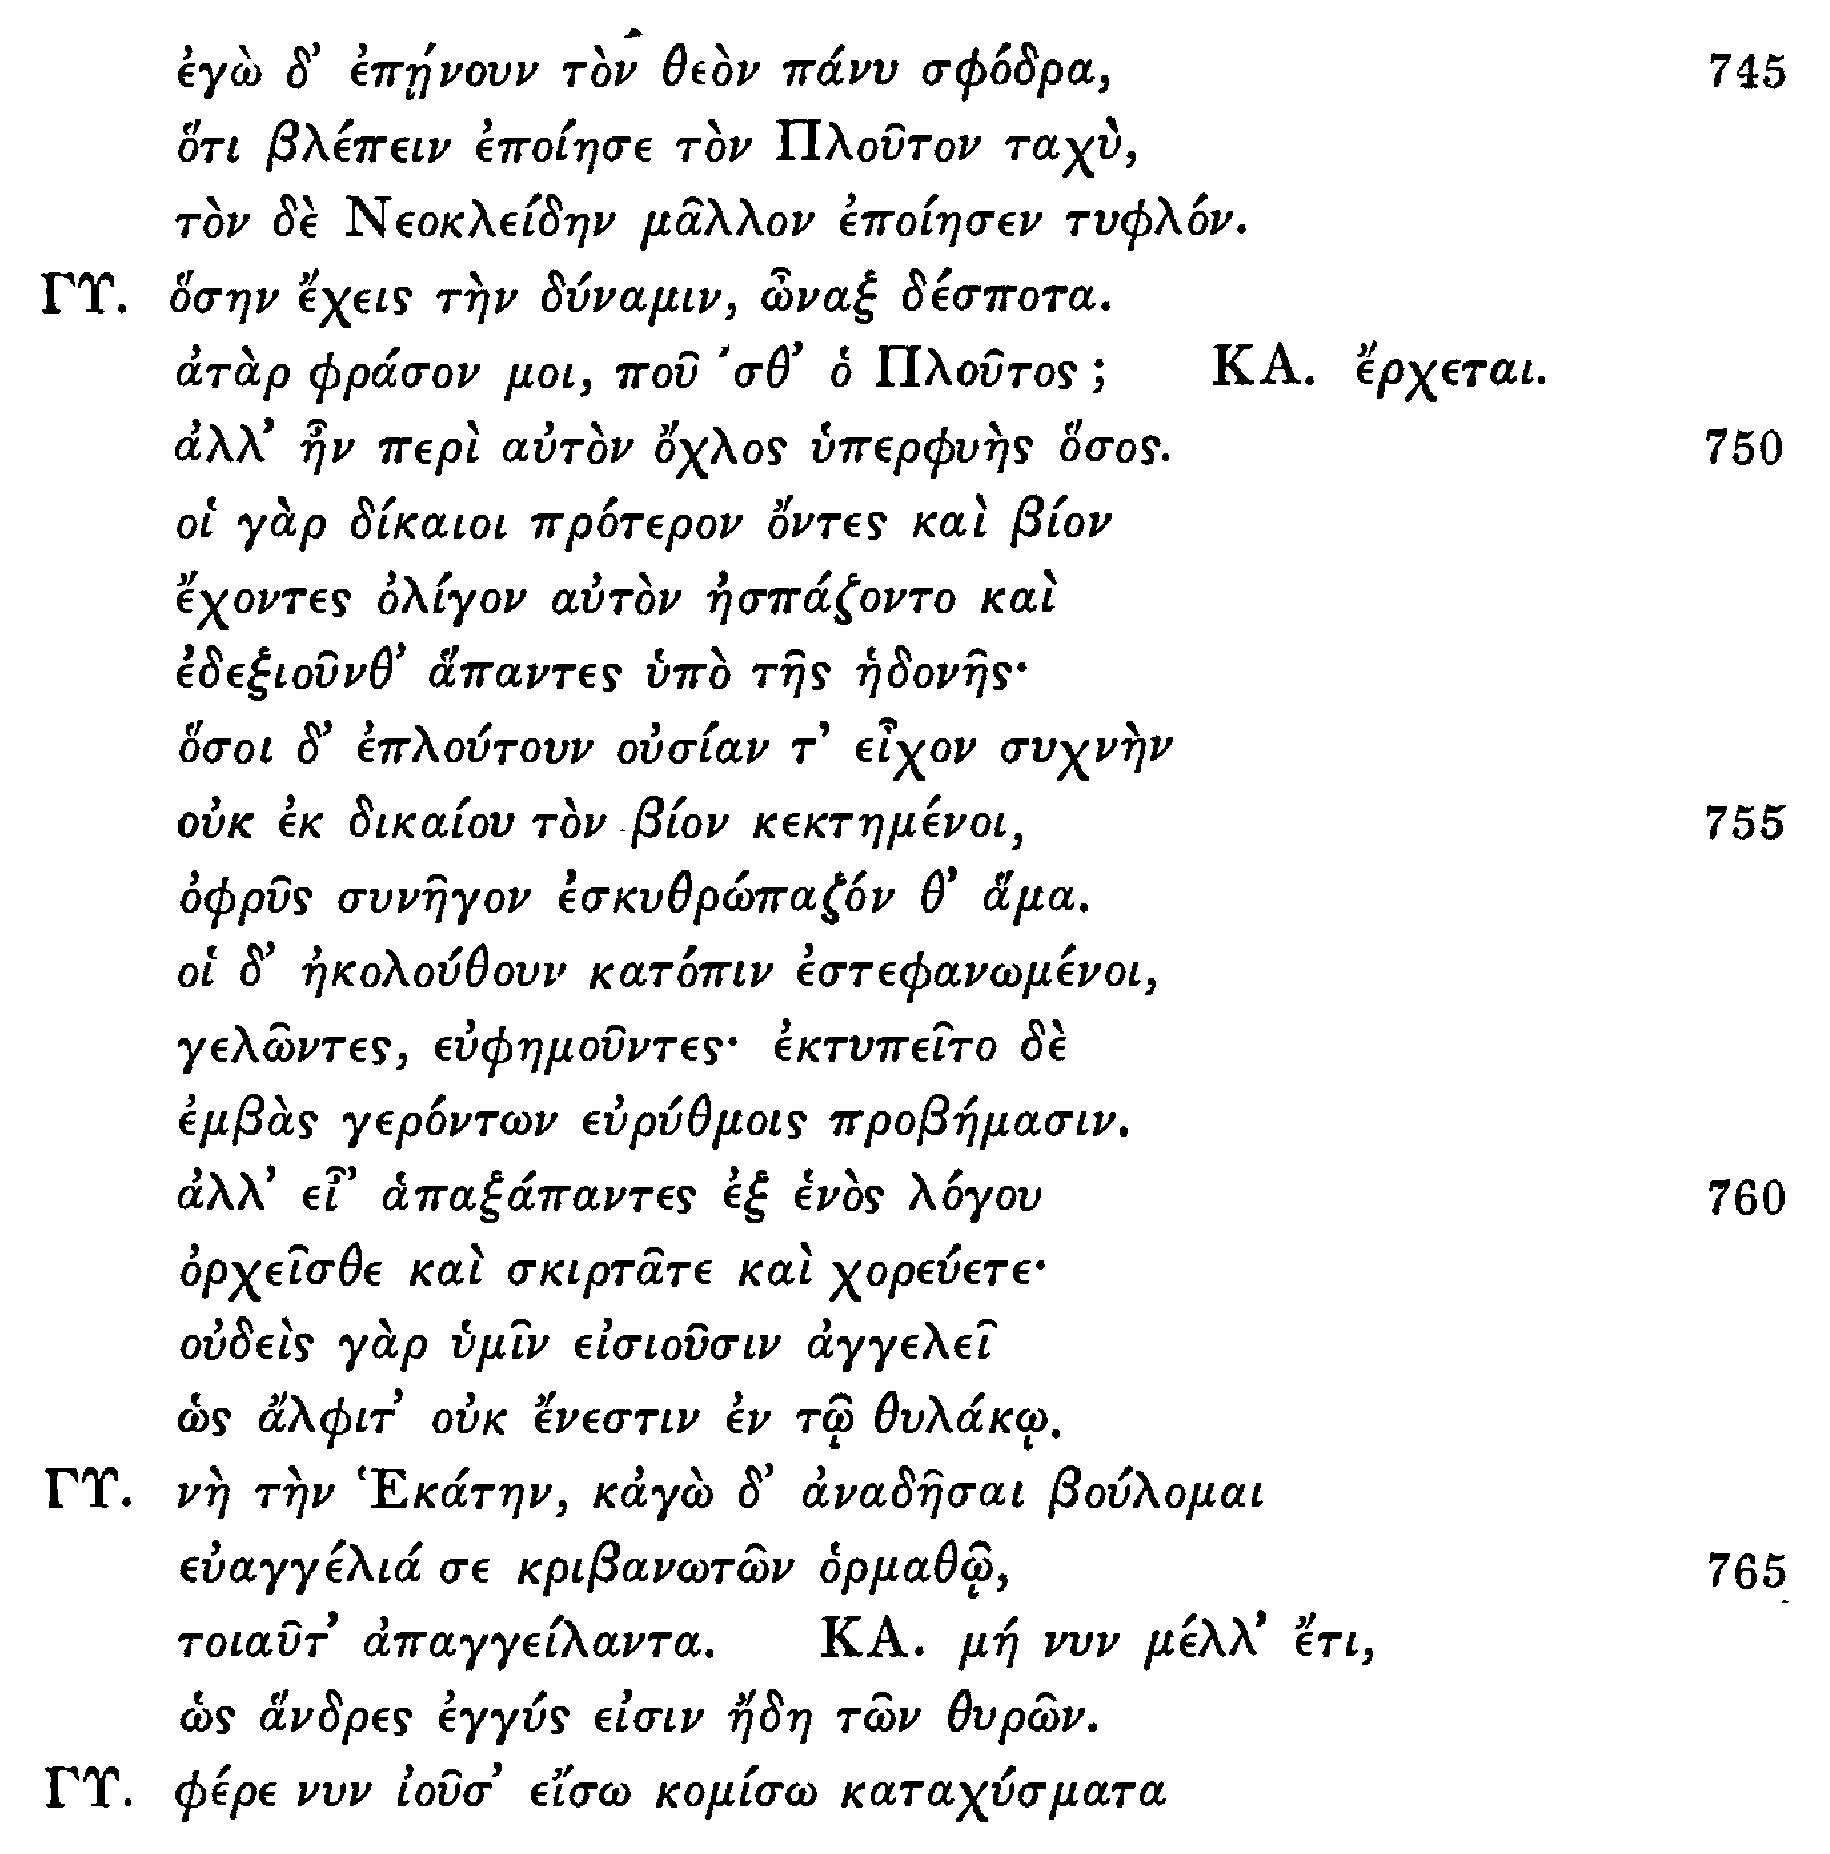 ἐγὼ δ’ ἐπῄνουν τὸν θεὸν πάνυ σφόδρα, 745
ὅτι βλέπειν ἐποίησε τὸν Πλοῦτον ταχὺ,
τὸν δὲ Νεοκλείδην μᾶλλον ἐποίησεν τυφλόν.
ΓΥ. ὅσην ἔχεις τὴν δύναμιν, ὦναξ δέσποτα.
ἀτὰρ φράσον μοι, ποῦ ’σθ’ ὁ Πλοῦτος; ΚΑ. ἔρχεται.
ἀλλ’ ἦν περὶ αὐτὸν ὄχλος ὑπερφυὴς ὅσος. 750
οἱ γὰρ δίκαιοι πρότερον ὄντες καὶ βίον
ἔχοντες ὀλίγον αὐτὸν ἠσπάζοντο καὶ
ἐδεξιοῦνθ’ ἅπαντες ὑπὸ τῆς ἡδονῆς·
ὅσοι δ’ ἐπλούτουν οὐσίαν τ’ εἶχον συχνὴν
οὐκ ἐκ δικαίου τὸν βίον κεκτημένοι, 755
ὀφρῦς συνῆγον ἐσκυθρώπαζόν θ’ ἅμα.
οἱ δ’ ἠκολούθουν κατόπιν ἐστεφανωμένοι,
γελῶντες, εὐφημοῦντες· ἐκτυπεῖτο δὲ
ἐμβὰς γερόντων εὐρύθμοις προβήμασιν.
ἀλλ’ εἶ’ ἁπαξάπαντες ἐξ ἑνὸς λόγου 760
ὀρχεῖσθε καὶ σκιρτᾶτε καὶ χορεύετε·
οὐδεὶς γὰρ ὑμῖν εἰσιοῦσιν ἀγγελεῖ
ὡς ἄλφιτ’ οὐκ ἔνεστιν ἐν τῷ θυλάκῳ.
ΓΥ. νὴ τὴν Ἑκάτην, κἀγὼ δ’ ἀναδῆσαι βούλομαι
εὐαγγέλιά σε κριβανωτῶν ὁρμαθῷ, 765
τοιαῦτ’ ἀπαγγείλαντα. ΚΑ. μή νυν μέλλ’ ἔτι,
ὡς ἅνδρες ἐγγύς εἰσιν ἤδη τῶν θυρῶν.
ΓΥ. φέρε νυν ἰοῦσ’ εἴσω κομίσω καταχύσματα